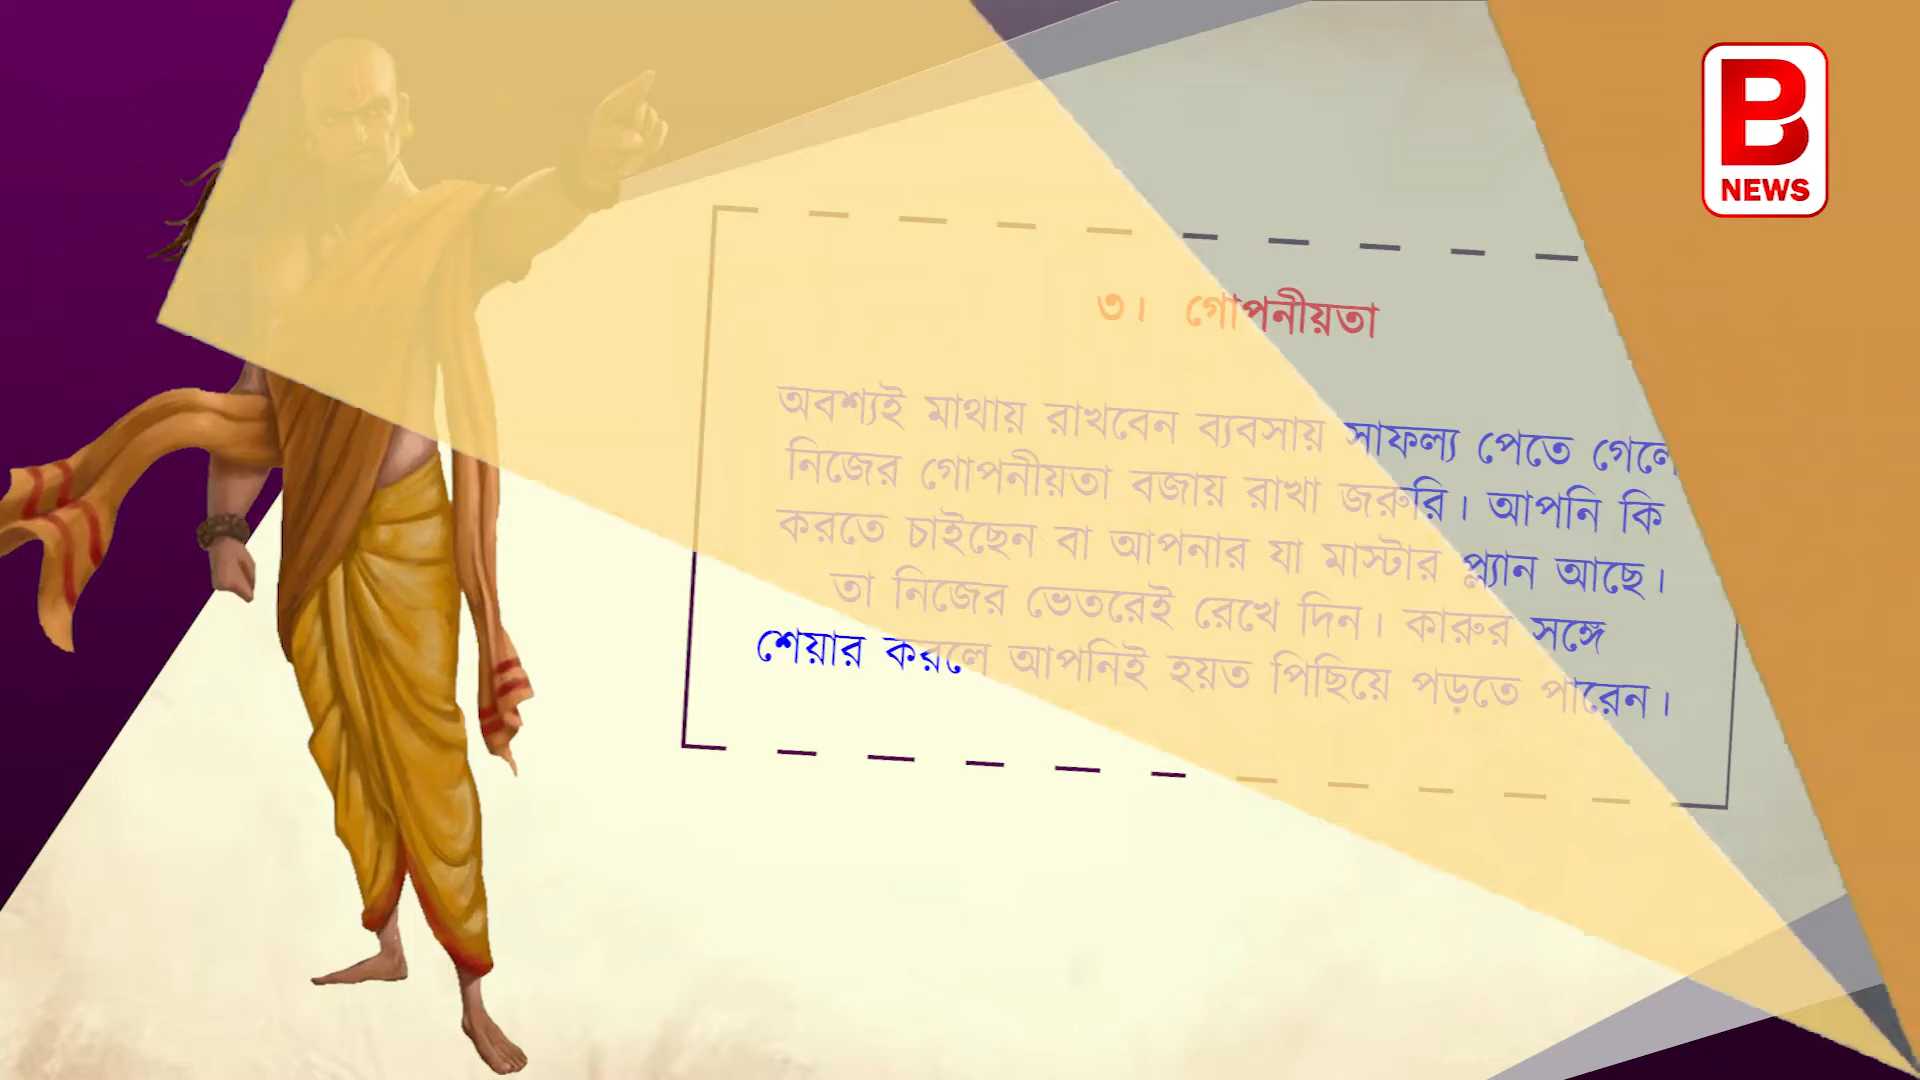 B
NEWS
৩। গোপনীয়তা
অবশ্যই মাথায় রাখবেন ব্যবসায় সাফল্য পেতে গেলে
নিজের গোপনীয়তা বজায় রাখা জরুরি। আপনি কি
করতে চাইছেন বা আপনার যা মাস্টার প্ল্যান আছে।
তা নিজের ভেতরেই রেখে দিন। কারুর সঙ্গে
শেয়ার করলে আপনিই হয়ত পিছিয়ে পড়তে পারেন।